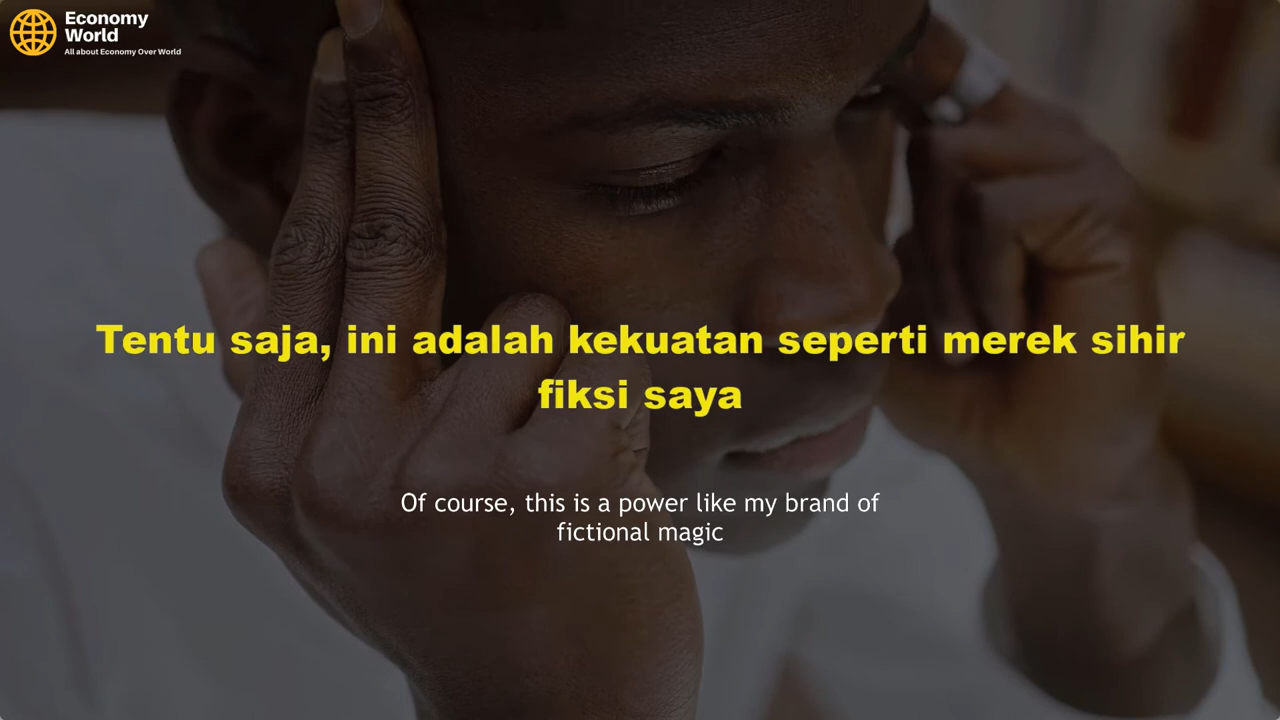 Economy
World
All about Economy Over World
Tentu saja, ini adalah kekuatan seperti merek sihir
fiksi saya
Of course, this is a power like my brand of
fictional magic